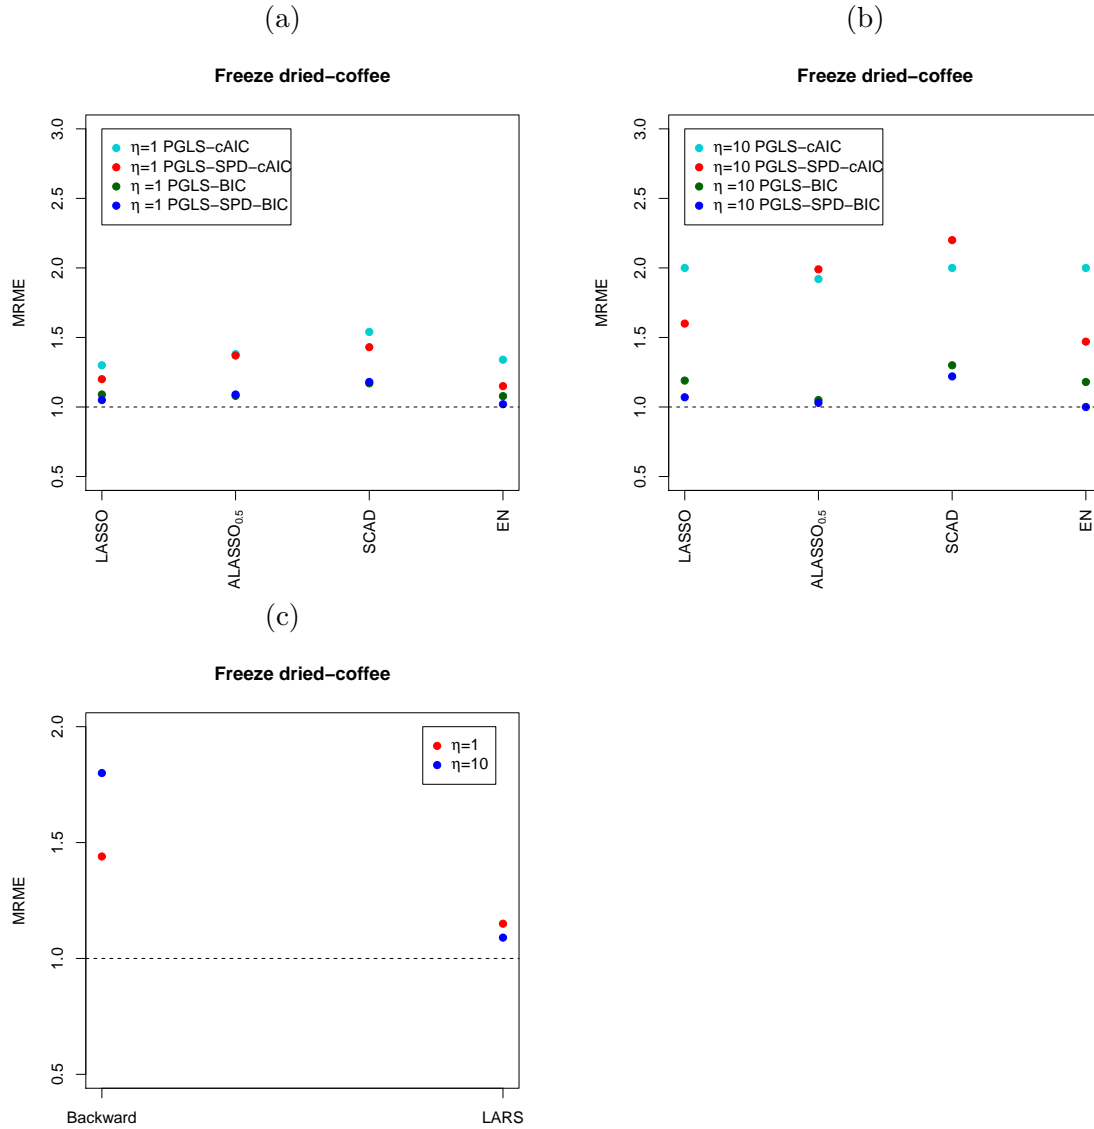 (a)
Freeze dried−coffee
MRME
3.0
2.5
2.0
1.5
1.0
0.5
η=1 PGLS−cAIC
η=1 PGLS−SPD−cAIC
η =1 PGLS−BIC
η =1 PGLS−SPD−BIC
LASSO
ALASSO0.5
SCAD
EN
(b)
Freeze dried−coffee
MRME
3.0
2.5
2.0
1.5
1.0
0.5
η=10 PGLS−cAIC
η=10 PGLS−SPD−cAIC
η =10 PGLS−BIC
η =10 PGLS−SPD−BIC
LASSO
ALASSO0.5
SCAD
EN
(c)
Freeze dried−coffee
MRME
2.0
1.5
1.0
0.5
η=1
η=10
Backward
LARS